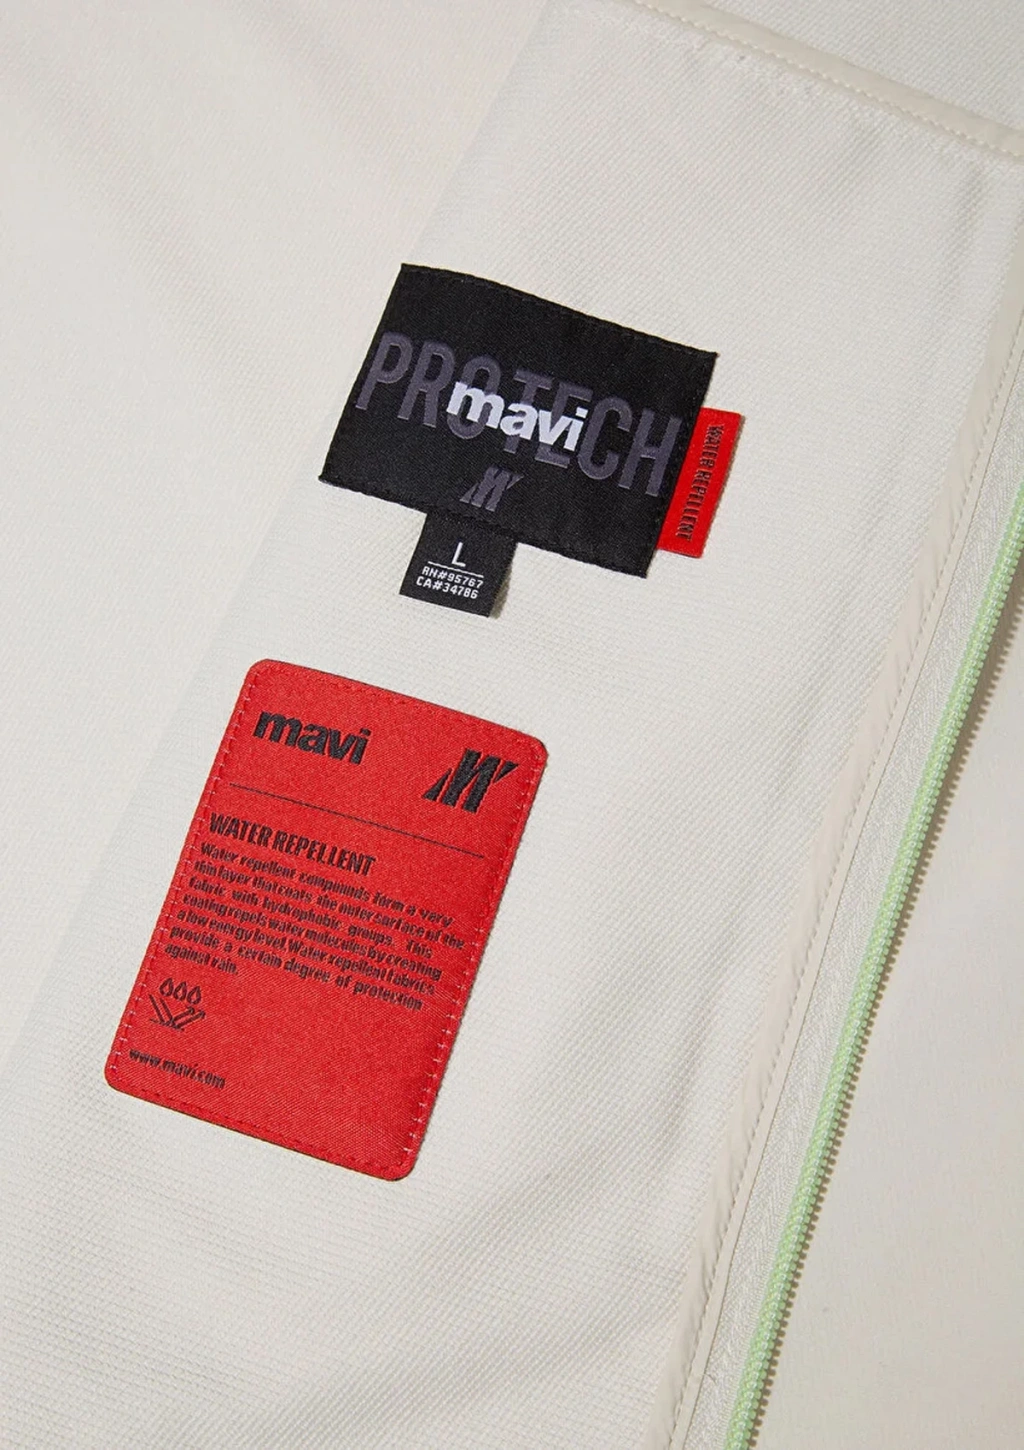 PROTECH
mavi
WATER REPELLENT
L
RN#95767
CA#34786
mavi
WATER REPELLENT
Water repellent compounds form a very
thin layer that coats the outer surface of the
fabric with hydrophobic groups. This
coating repels water molecules by creating
a low energy level. Water repellent fabrics
provide a certain degree of protection
against rain.
www.mavi.com